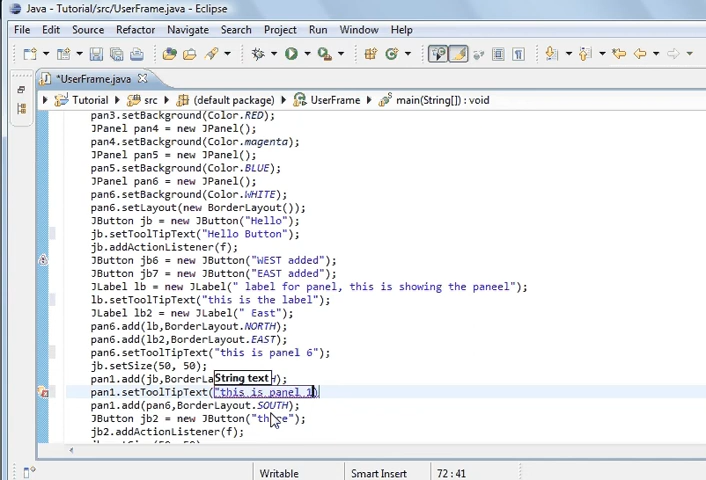 Java - Tutorial/src/UserFrame.java - Eclipse
File Edit Source Refactor Navigate Search Project Run Window Help
*UserFrame.java
Tutorial src (default package) UserFrame main(String[]) : void
pan3.setBackground(Color.RED);
JPanel pan4 = new JPanel();
pan4.setBackground(Color.magenta);
JPanel pan5 = new JPanel();
pan5.setBackground(Color.BLUE);
JPanel pan6 = new JPanel();
pan6.setBackground(Color.WHITE);
pan6.setLayout(new BorderLayout());
JButton jb = new JButton("Hello");
jb.setToolTipText("Hello Button");
jb.addActionListener(f);
JButton jb6 = new JButton("WEST added");
JButton jb7 = new JButton("EAST added");
JLabel lb = new JLabel(" label for panel, this is showing the paneel");
lb.setToolTipText("this is the label");
JLabel lb2 = new JLabel(" East");
pan6.add(lb,BorderLayout.NORTH);
pan6.add(lb2,BorderLayout.EAST);
pan6.setToolTipText("this is panel 6");
jb.setSize(50, 50);
String text
pan1.add(jb,BorderLa H);
pan1.setToolTipText("this is panel 1)
pan1.add(pan6,BorderLayout.SOUTH);
JButton jb2 = new JButton("three");
jb2.addActionListener(f);
Writable Smart Insert 72 : 41